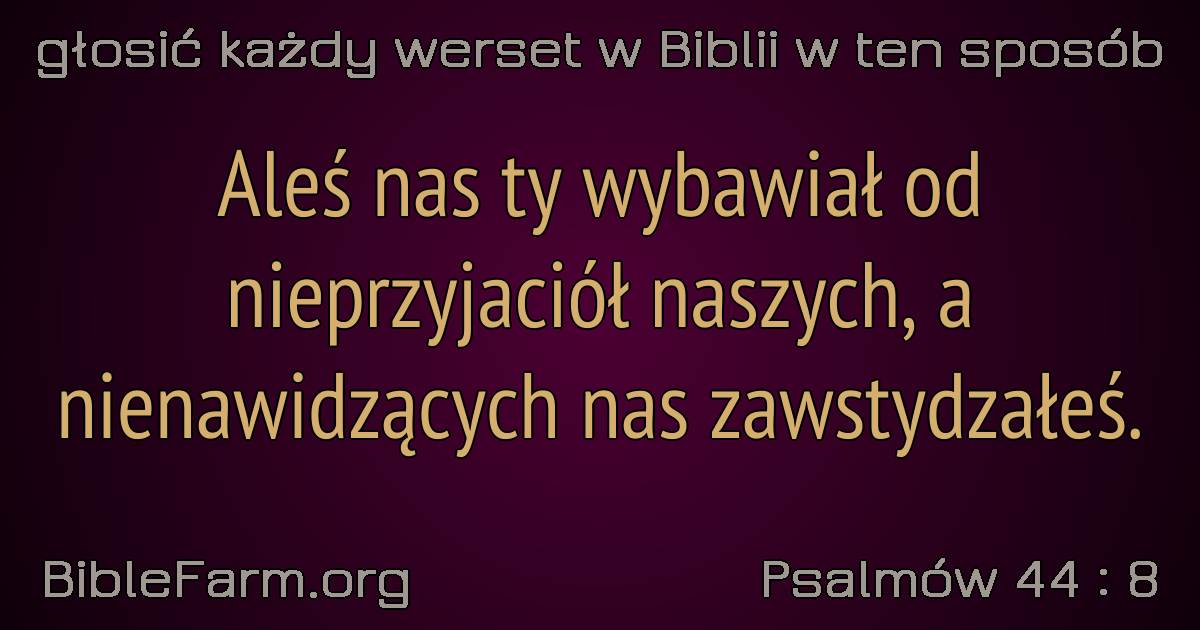 głosić każdy werset w Biblii w ten sposób
Aleś nas ty wybawiał od
nieprzyjaciół naszych, a
nienawidzących nas zawstydzałeś.
BibleFarm.org
Psalmów 44 : 8